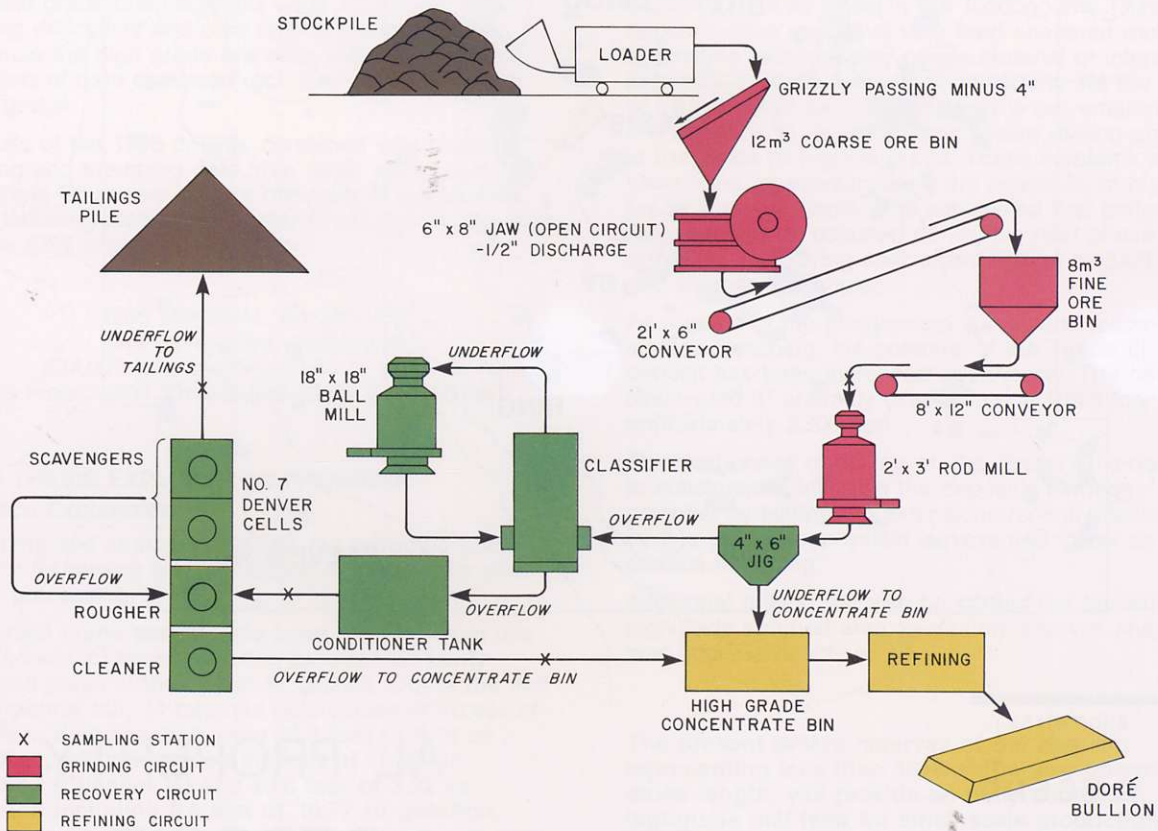 STOCKPILE
LOADER
GRIZZLY PASSING MINUS 4"
12m³ COARSE ORE BIN
TAILINGS
PILE
6" x 8" JAW (OPEN CIRCUIT)
-1/2" DISCHARGE
8m³
FINE
ORE
BIN
21' x 6"
CONVEYOR
8' x 12" CONVEYOR
UNDERFLOW
TO
TAILINGS
X
UNDERFLOW
18" x 18"
BALL
MILL
X
2' x 3' ROD MILL
SCAVENGERS
NO. 7
DENVER
CELLS
CLASSIFIER
OVERFLOW
4" x 6"
JIG
OVERFLOW
ROUGHER
X
OVERFLOW
UNDERFLOW TO
CONCENTRATE BIN
CONDITIONER TANK
CLEANER
X
OVERFLOW TO CONCENTRATE BIN
REFINING
HIGH GRADE
CONCENTRATE BIN
X SAMPLING STATION
GRINDING CIRCUIT
RECOVERY CIRCUIT
REFINING CIRCUIT
DORÉ
BULLION